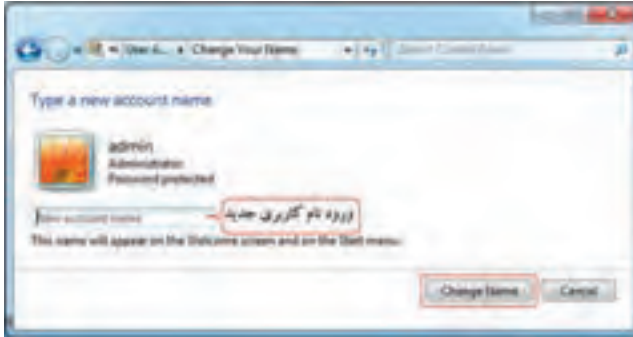 User A... Change Your Name
Type a new account name
admin
Administrator
Password protected
New account name
ورود نام کاربری جدید
This name will appear on the Welcome screen and on the Start menu.
Change Name
Cancel